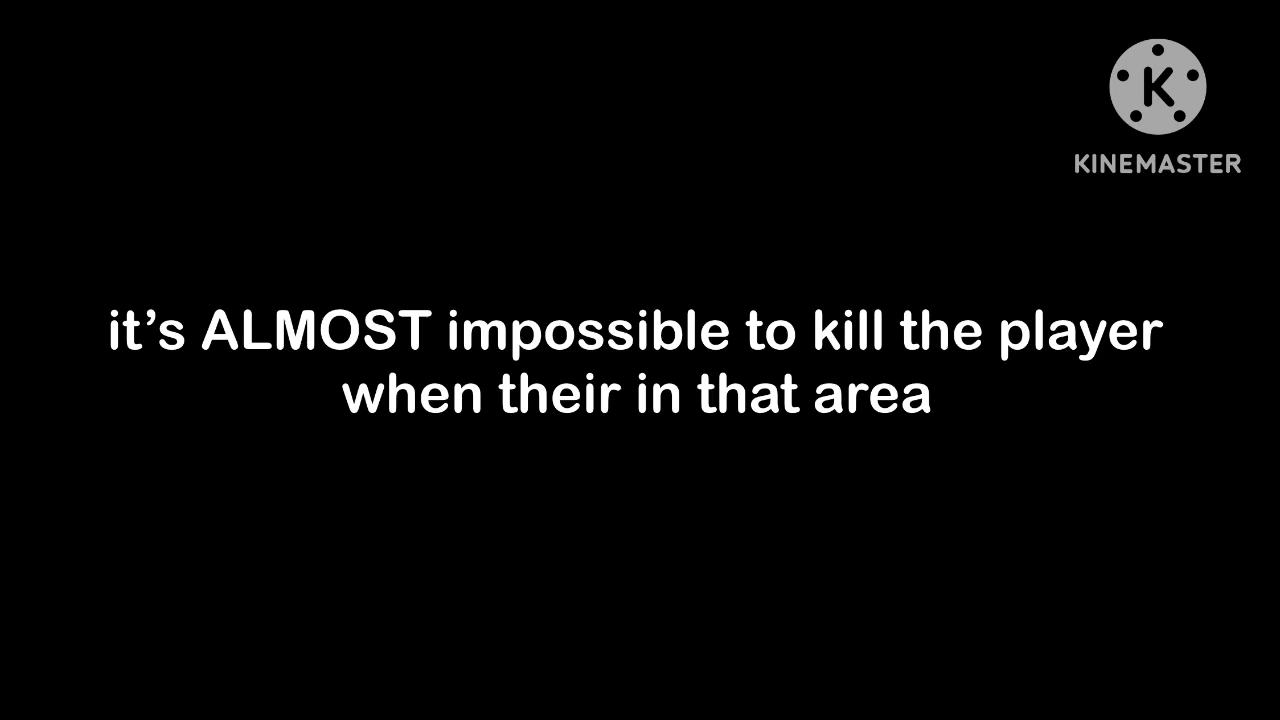 K
KINEMASTER
it's ALMOST impossible to kill the player
when their in that area